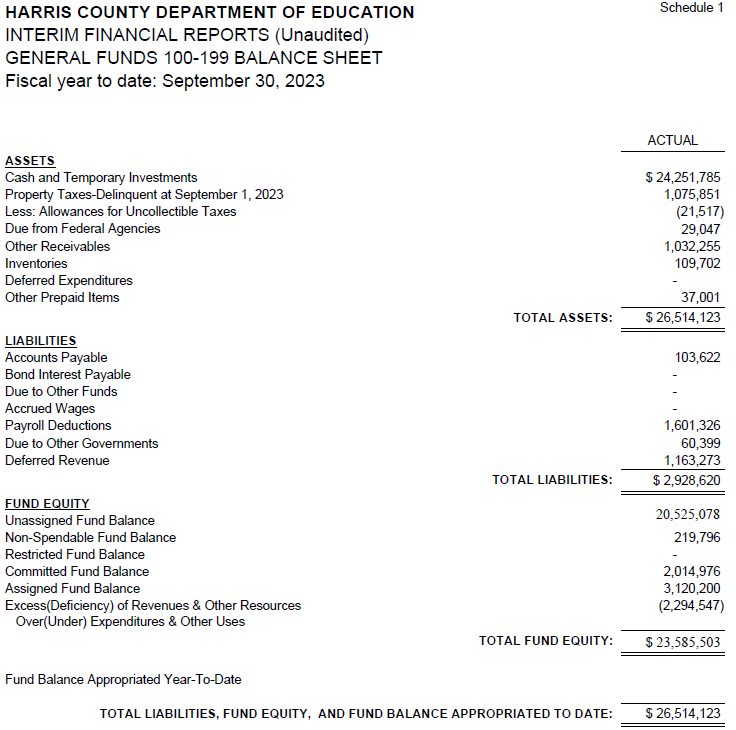 HARRIS COUNTY DEPARTMENT OF EDUCATION Schedule 1
INTERIM FINANCIAL REPORTS (Unaudited)
GENERAL FUNDS 100-199 BALANCE SHEET
Fiscal year to date: September 30, 2023
ACTUAL
ASSETS
Cash and Temporary Investments $ 24,251,785
Property Taxes-Delinquent at September 1, 2023 1,075,851
Less: Allowances for Uncollectible Taxes (21,517)
Due from Federal Agencies 29,047
Other Receivables 1,032,255
Inventories 109,702
Deferred Expenditures -
Other Prepaid Items 37,001
TOTAL ASSETS: $ 26,514,123
LIABILITIES
Accounts Payable 103,622
Bond Interest Payable -
Due to Other Funds -
Accrued Wages -
Payroll Deductions 1,601,326
Due to Other Governments 60,399
Deferred Revenue 1,163,273
TOTAL LIABILITIES: $ 2,928,620
FUND EQUITY
Unassigned Fund Balance 20,525,078
Non-Spendable Fund Balance 219,796
Restricted Fund Balance -
Committed Fund Balance 2,014,976
Assigned Fund Balance 3,120,200
Excess(Deficiency) of Revenues & Other Resources (2,294,547)
Over(Under) Expenditures & Other Uses
TOTAL FUND EQUITY: $ 23,585,503
Fund Balance Appropriated Year-To-Date
TOTAL LIABILITIES, FUND EQUITY, AND FUND BALANCE APPROPRIATED TO DATE: $ 26,514,123